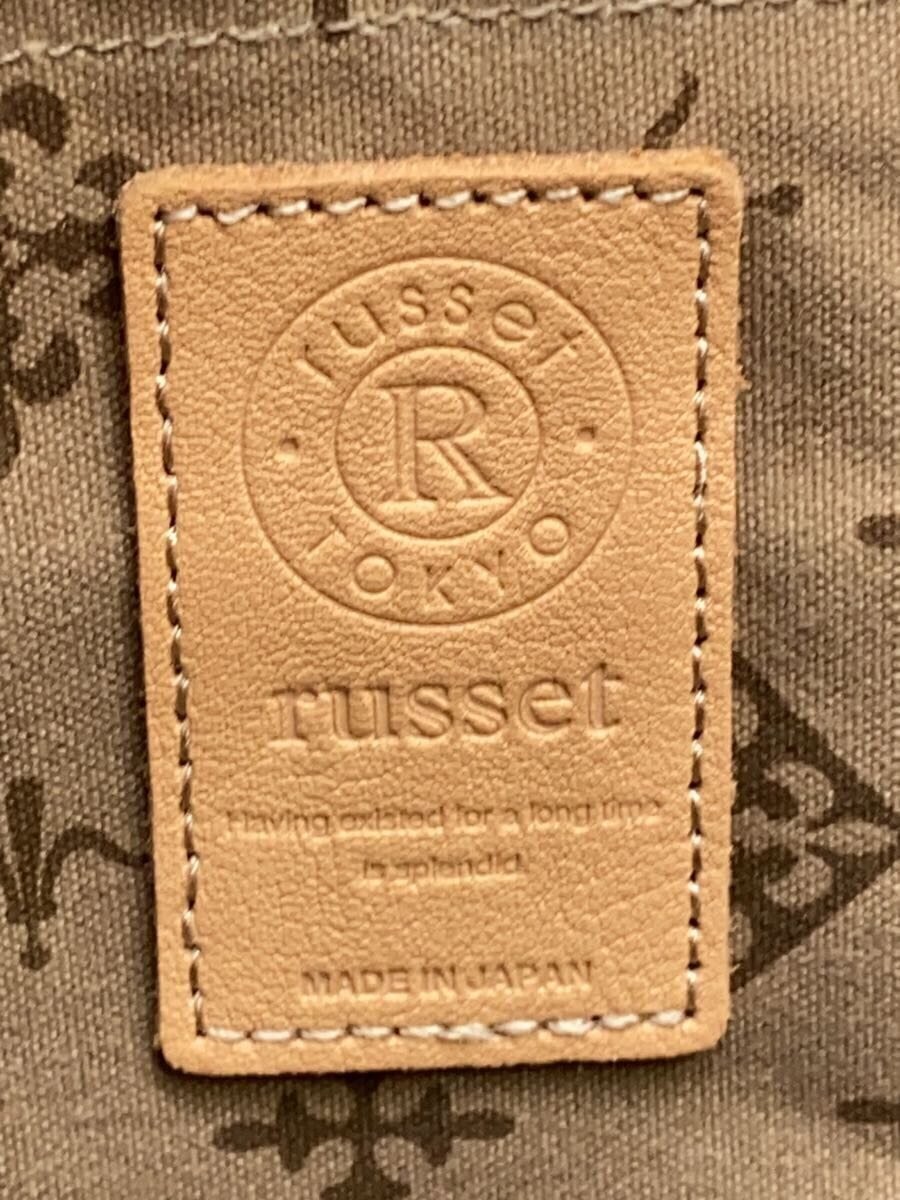 russet
R
TOKYO
russet
Having existed for a long time
is splendid.
MADE IN JAPAN